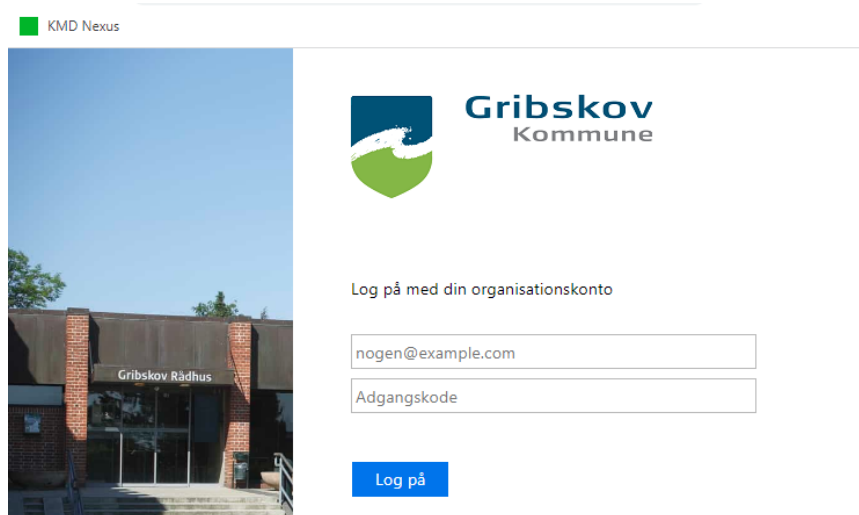 KMD Nexus
Gribskov
Kommune
Log på med din organisationskonto
nogen@example.com
Gribskov Rådhus
Adgangskode
Log på